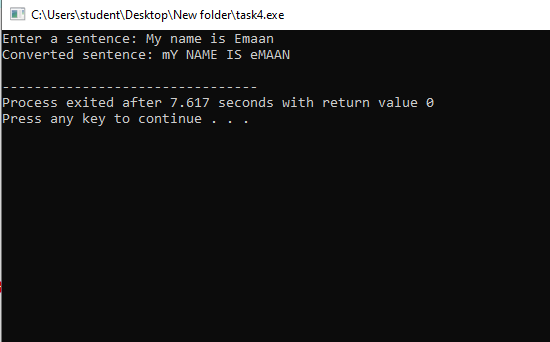 C:\Users\student\Desktop\New folder\task4.exe
Enter a sentence: My name is Emaan
Converted sentence: mY NAME IS eMAAN
--------------------------------
Process exited after 7.617 seconds with return value 0
Press any key to continue . . .